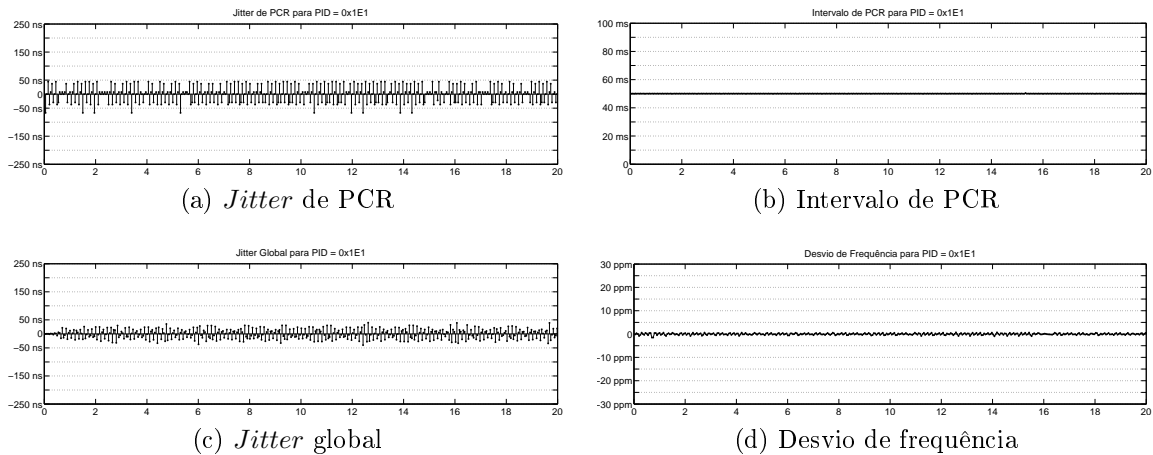 Jitter de PCR para PID = 0x1E1
250 ns
150 ns
50 ns
0
−50 ns
−150 ns
−250 ns
0 2 4 6 8 10 12 14 16 18 20
(a) Jitter de PCR
Intervalo de PCR para PID = 0x1E1
100 ms
80 ms
60 ms
40 ms
20 ms
0
0 2 4 6 8 10 12 14 16 18 20
(b) Intervalo de PCR
Jitter Global para PID = 0x1E1
250 ns
150 ns
50 ns
0
−50 ns
−150 ns
−250 ns
0 2 4 6 8 10 12 14 16 18 20
(c) Jitter global
Desvio de Frequência para PID = 0x1E1
30 ppm
20 ppm
10 ppm
0
-10 ppm
-20 ppm
-30 ppm
0 2 4 6 8 10 12 14 16 18 20
(d) Desvio de frequência